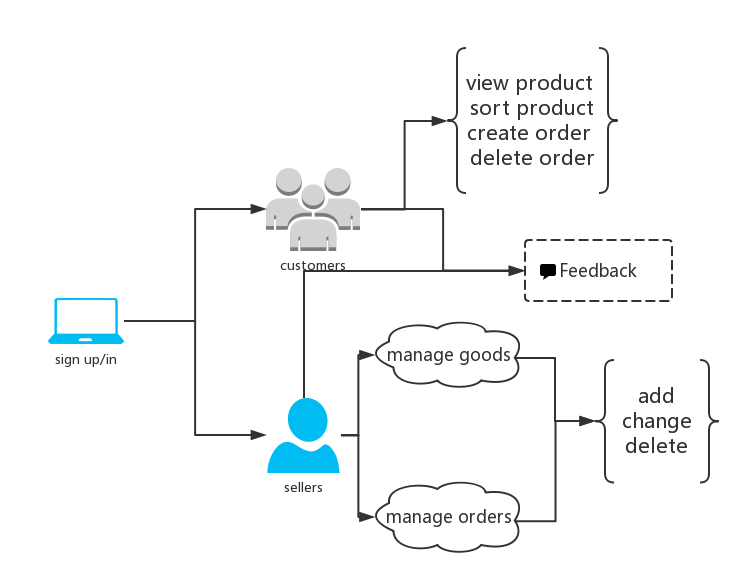 view product
sort product
create order
delete order
customers
Feedback
sign up/in
manage goods
add
change
delete
sellers
manage orders